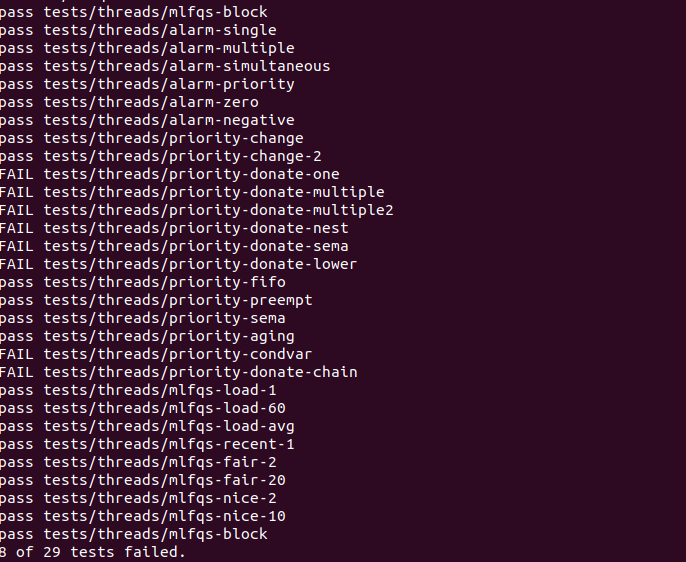 pass tests/threads/mlfqs-block
pass tests/threads/alarm-single
pass tests/threads/alarm-multiple
pass tests/threads/alarm-simultaneous
pass tests/threads/alarm-priority
pass tests/threads/alarm-zero
pass tests/threads/alarm-negative
pass tests/threads/priority-change
pass tests/threads/priority-change-2
FAIL tests/threads/priority-donate-one
FAIL tests/threads/priority-donate-multiple
FAIL tests/threads/priority-donate-multiple2
FAIL tests/threads/priority-donate-nest
FAIL tests/threads/priority-donate-sema
FAIL tests/threads/priority-donate-lower
pass tests/threads/priority-fifo
pass tests/threads/priority-preempt
pass tests/threads/priority-sema
pass tests/threads/priority-aging
FAIL tests/threads/priority-condvar
FAIL tests/threads/priority-donate-chain
pass tests/threads/mlfqs-load-1
pass tests/threads/mlfqs-load-60
pass tests/threads/mlfqs-load-avg
pass tests/threads/mlfqs-recent-1
pass tests/threads/mlfqs-fair-2
pass tests/threads/mlfqs-fair-20
pass tests/threads/mlfqs-nice-2
pass tests/threads/mlfqs-nice-10
pass tests/threads/mlfqs-block
8 of 29 tests failed.